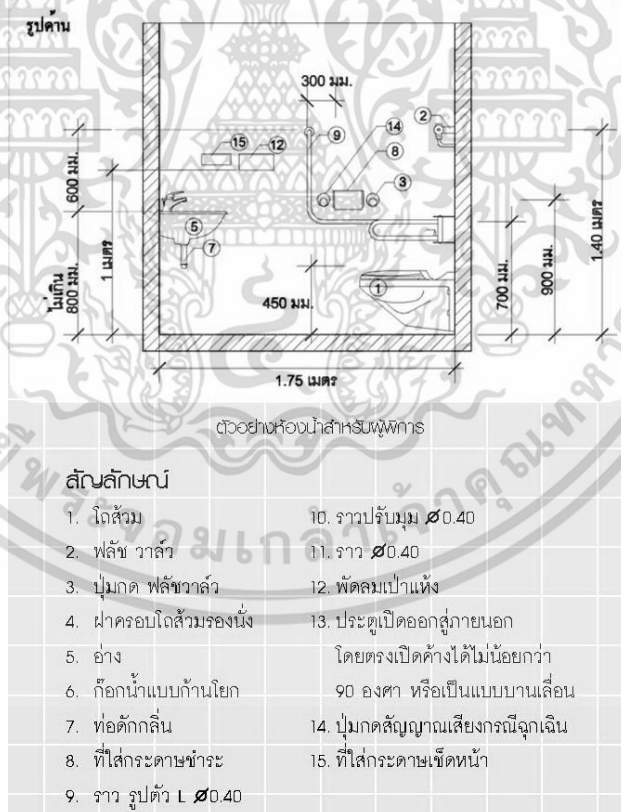 รูปด้าน
300 มม.
2
9
14
15
12
8
3
600 มม.
5
7
1
1 เมตร
ไม่เกิน
800 มม.
450 มม.
700 มม.
900 มม.
1.40 เมตร
1.75 เมตร
ตัวอย่างห้องน้ำสำหรับผู้พิการ
สัญลักษณ์
1. โถส้วม
2. ฟลัช วาล์ว
3. ปุ่มกด ฟลัชวาล์ว
4. ฝาครอบโถส้วมรองนั่ง
5. อ่าง
6. ก๊อกน้ำแบบก้านโยก
7. ท่อดักกลิ่น
8. ที่ใส่กระดาษชำระ
9. ราว รูปตัว L Ø0.40
10. ราวปรับมุม Ø0.40
11. ราว Ø0.40
12. พัดลมเป่าแห้ง
13. ประตูเปิดออกสู่ภายนอก
โดยตรงเปิดค้างได้ไม่น้อยกว่า
90 องศา หรือเป็นแบบบานเลื่อน
14. ปุ่มกดสัญญาณเสียงกรณีฉุกเฉิน
15. ที่ใส่กระดาษเช็ดหน้า